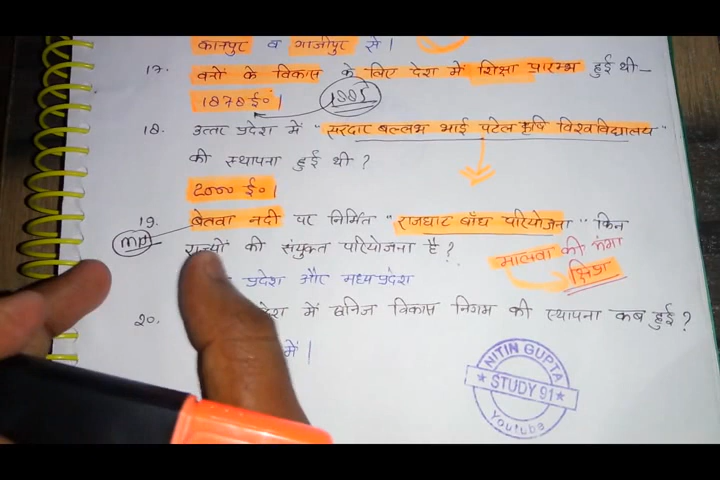 कानपुर व गाजीपुर से।
17. वनों के विकास के लिए देश में शिक्षा प्रारम्भ हुई थी-
1878 ई०। 1881
18. उत्तर प्रदेश में "सरदार बल्लभ भाई पटेल कृषि विश्वविद्यालय"
की स्थापना हुई थी?
2000 ई०।
19. बेतवा नदी पर निर्मित "राजघाट बाँध परियोजना" किन
MP राज्यों की संयुक्त परियोजना है?
मालवा की गंगा
क्षिप्रा
प्रदेश और मध्यप्रदेश
20. में खनिज विकास निगम की स्थापना कब हुई?
में।
NITIN GUPTA
STUDY 91
Youtube